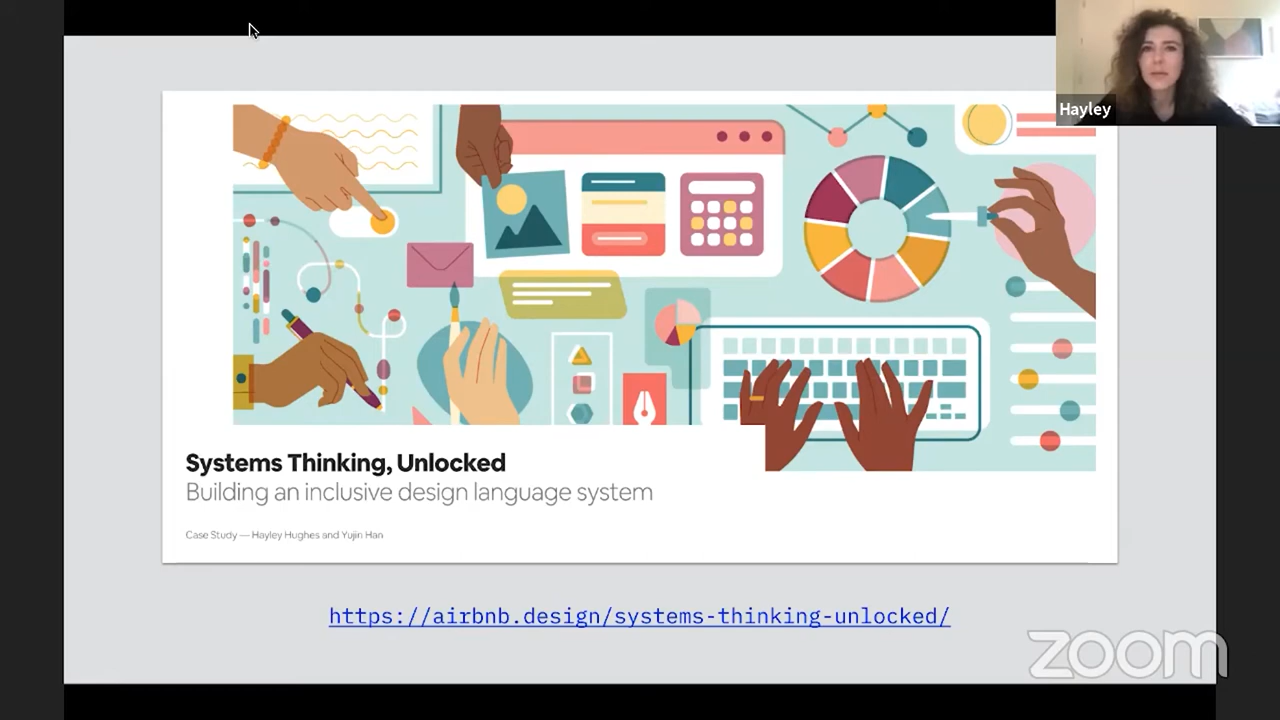 Hayley
Systems Thinking, Unlocked
Building an inclusive design language system
Case Study — Hayley Hughes and Yujin Han
https://airbnb.design/systems-thinking-unlocked/
zoom